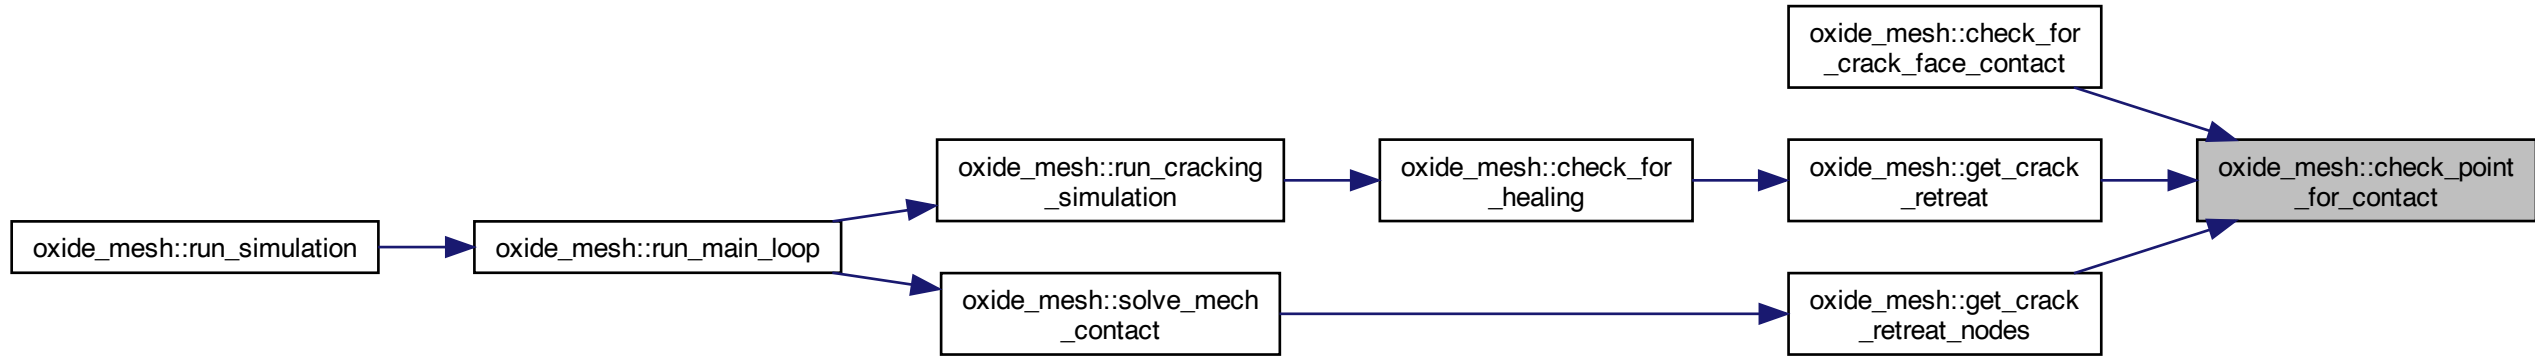 oxide_mesh::run_simulation
oxide_mesh::run_main_loop
oxide_mesh::run_cracking
_simulation
oxide_mesh::solve_mech
_contact
oxide_mesh::check_for
_healing
oxide_mesh::check_for
_crack_face_contact
oxide_mesh::get_crack
_retreat
oxide_mesh::get_crack
_retreat_nodes
oxide_mesh::check_point
_for_contact